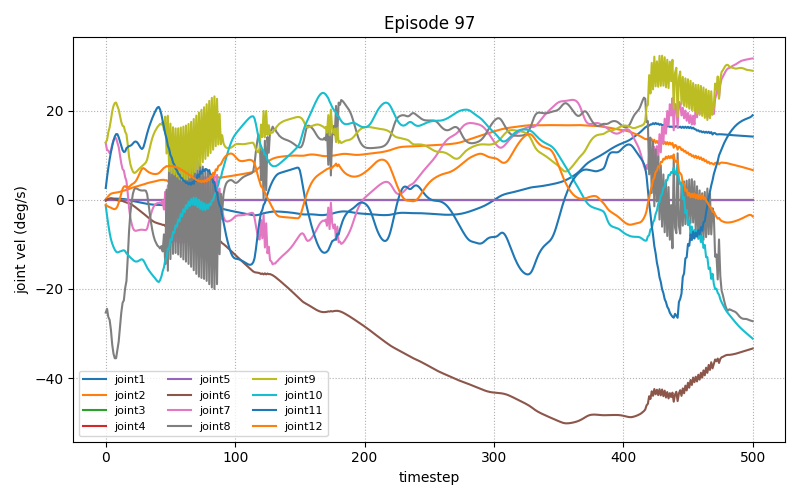 Episode 97
joint vel (deg/s)
20
0
−20
−40
joint1 joint5 joint9
joint2 joint6 joint10
joint3 joint7 joint11
joint4 joint8 joint12
0 100 200 300 400 500
timestep